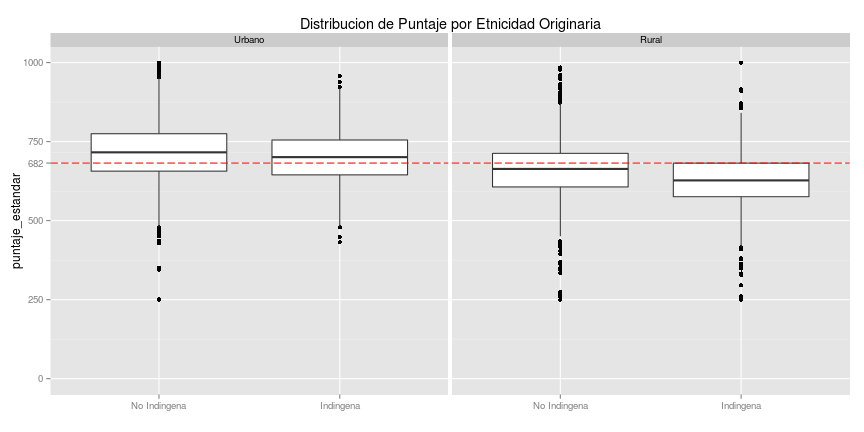 Distribucion de Puntaje por Etnicidad Originaria
Urbano
Rural
puntaje_estandar
1000
750
682
500
250
0
No Indingena
Indingena
No Indingena
Indingena